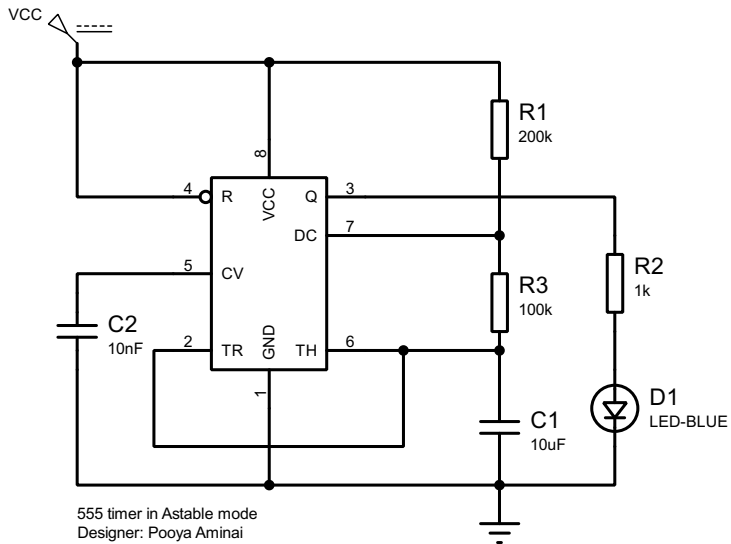 VCC
R1
200k
8
4
R
VCC
Q
3
DC
7
5
CV
R2
1k
R3
100k
C2
10nF
2
TR
GND
TH
6
1
C1
10uF
D1
LED-BLUE
555 timer in Astable mode
Designer: Pooya Aminai